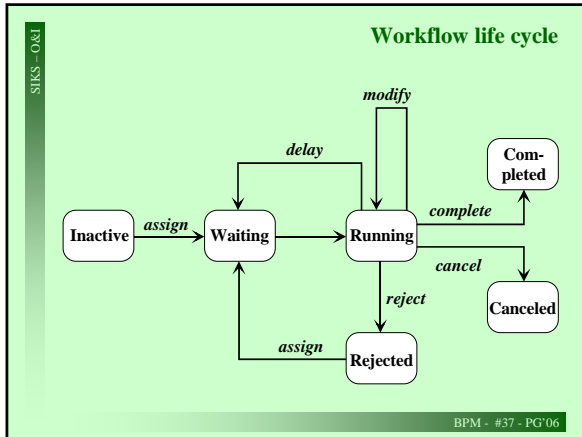 SIKS – O&I
Workflow life cycle
modify
delay
Com-
pleted
assign
complete
Inactive
Waiting
Running
cancel
reject
Canceled
assign
Rejected
BPM - #37 - PG'06